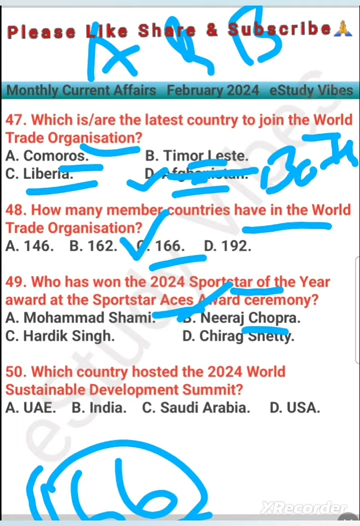 Please Like Share & Subscribe🙏
A & B
Monthly Current Affairs February 2024 eStudy Vibes
47. Which is/are the latest country to join the World
Trade Organisation?
A. Comoros. B. Timor Leste.
C. Liberia. D. Afghanistan.
Both
48. How many member countries have in the World
Trade Organisation?
A. 146. B. 162. C. 166. D. 192.
49. Who has won the 2024 Sportstar of the Year
award at the Sportstar Aces Award ceremony?
A. Mohammad Shami. B. Neeraj Chopra.
C. Hardik Singh. D. Chirag Shetty.
50. Which country hosted the 2024 World
Sustainable Development Summit?
A. UAE. B. India. C. Saudi Arabia. D. USA.
166
eStudy Vibes
XRecorder